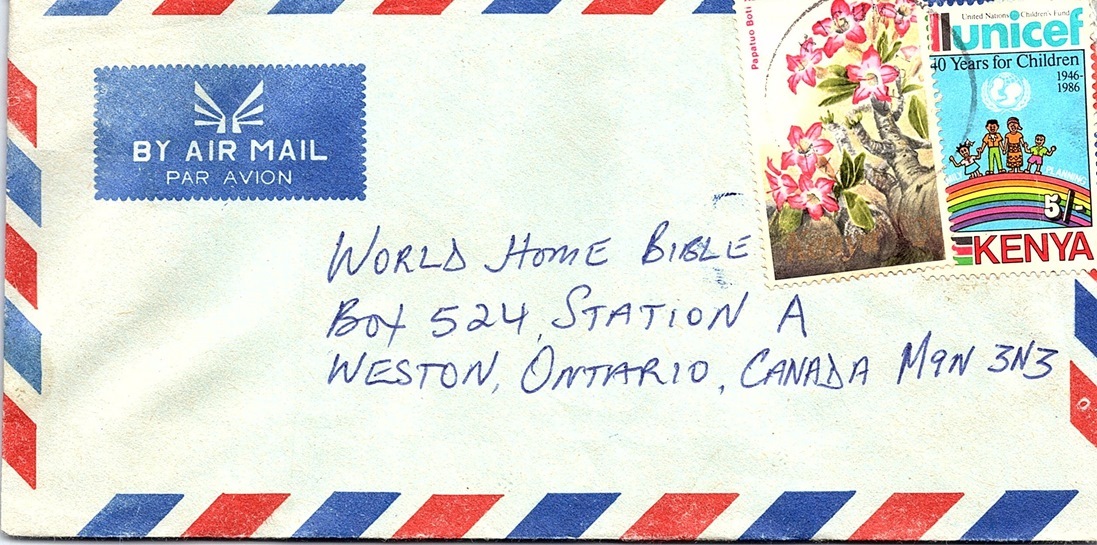 BY AIR MAIL
PAR AVION
Papatuo Boti
United Nations Children's Fund
unicef
40 Years for Children
1946-
1986
PLANNING
5/-
KENYA
WORLD HOME BIBLE
BOX 524, STATION A
WESTON, ONTARIO, CANADA M9N 3N3